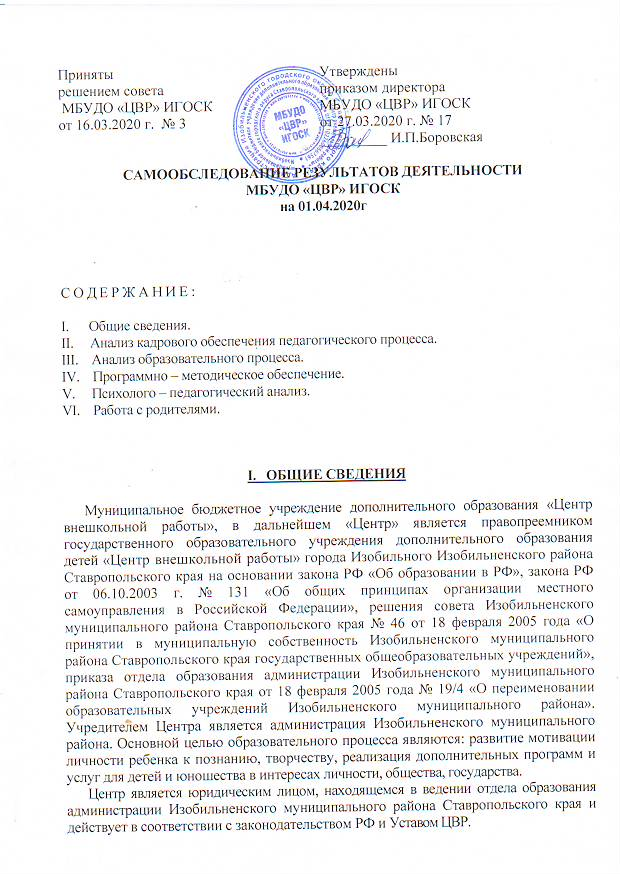 Приняты
решением совета
МБУДО «ЦВР» ИГОСК
от 16.03.2020 г. № 3
Утверждены
приказом директора
МБУДО «ЦВР» ИГОСК
от 27.03.2020 г. № 17
И.П.Боровская
МБУДО
«ЦВР»
ИГОСК
САМООБСЛЕДОВАНИЕ РЕЗУЛЬТАТОВ ДЕЯТЕЛЬНОСТИ
МБУДО «ЦВР» ИГОСК
на 01.04.2020г
С О Д Е Р Ж А Н И Е :
I. Общие сведения.
II. Анализ кадрового обеспечения педагогического процесса.
III. Анализ образовательного процесса.
IV. Программно – методическое обеспечение.
V. Психолого – педагогический анализ.
VI. Работа с родителями.
I. ОБЩИЕ СВЕДЕНИЯ
Муниципальное бюджетное учреждение дополнительного образования «Центр
внешкольной работы», в дальнейшем «Центр» является правопреемником
государственного образовательного учреждения дополнительного образования
детей «Центр внешкольной работы» города Изобильного Изобильненского района
Ставропольского края на основании закона РФ «Об образовании в РФ», закона РФ
от 06.10.2003 г. № 131 «Об общих принципах организации местного
самоуправления в Российской Федерации», решения совета Изобильненского
муниципального района Ставропольского края № 46 от 18 февраля 2005 года «О
принятии в муниципальную собственность Изобильненского муниципального
района Ставропольского края государственных общеобразовательных учреждений»,
приказа отдела образования администрации Изобильненского муниципального
района Ставропольского края от 18 февраля 2005 года № 19/4 «О переименовании
образовательных учреждений Изобильненского муниципального района».
Учредителем Центра является администрация Изобильненского муниципального
района. Основной целью образовательного процесса являются: развитие мотивации
личности ребенка к познанию, творчеству, реализация дополнительных программ и
услуг для детей и юношества в интересах личности, общества, государства.
Центр является юридическим лицом, находящемся в ведении отдела образования
администрации Изобильненского муниципального района Ставропольского края и
действует в соответствии с законодательством РФ и Уставом ЦВР.